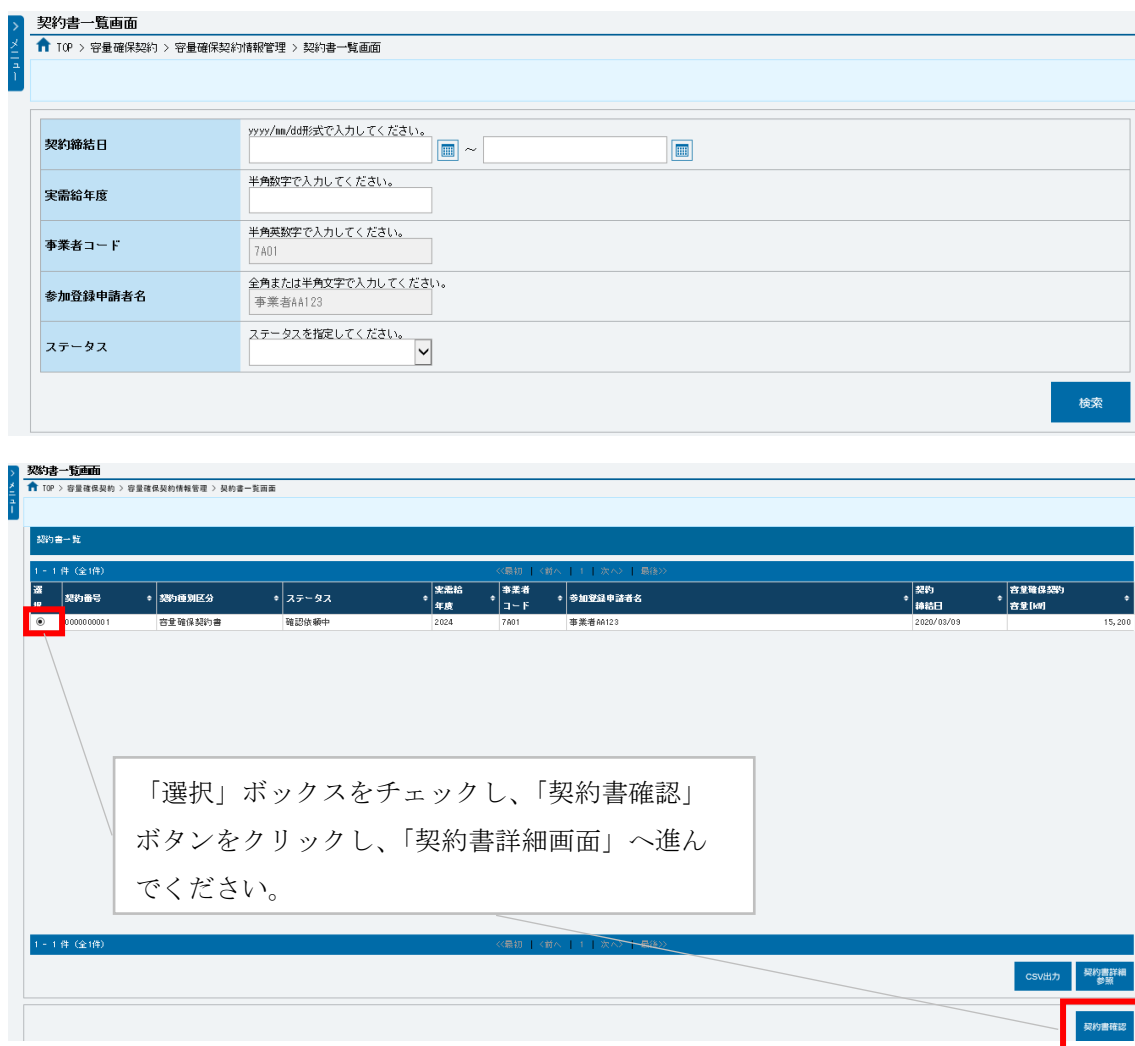 契約書一覧画面
> メニュー
TOP > 容量確保契約 > 容量確保契約情報管理 > 契約書一覧画面
契約締結日
yyyy/mm/dd形式で入力してください。
～
実需給年度
半角数字で入力してください。
事業者コード
半角英数字で入力してください。
7A01
参加登録申請者名
全角または半角文字で入力してください。
事業者AA123
ステータス
ステータスを指定してください。
検索
契約書一覧画面
> メニュー
TOP > 容量確保契約 > 容量確保契約情報管理 > 契約書一覧画面
契約書一覧
1 - 1 件 (全1件) <<最初 | <前へ | 1 | 次へ> | 最後>>
選択 契約番号 契約種別区分 ステータス 実需給年度 事業者コード 参加登録申請者名 契約締結日 容量確保契約容量[kW]
0000000001 容量確保契約書 確認依頼中 2024 7A01 事業者AA123 2020/03/09 15,200
「選択」ボックスをチェックし、「契約書確認」
ボタンをクリックし、「契約書詳細画面」へ進ん
でください。
1 - 1 件 (全1件) <<最初 | <前へ | 1 | 次へ> | 最後>>
CSV出力 契約書詳細参照
契約書確認